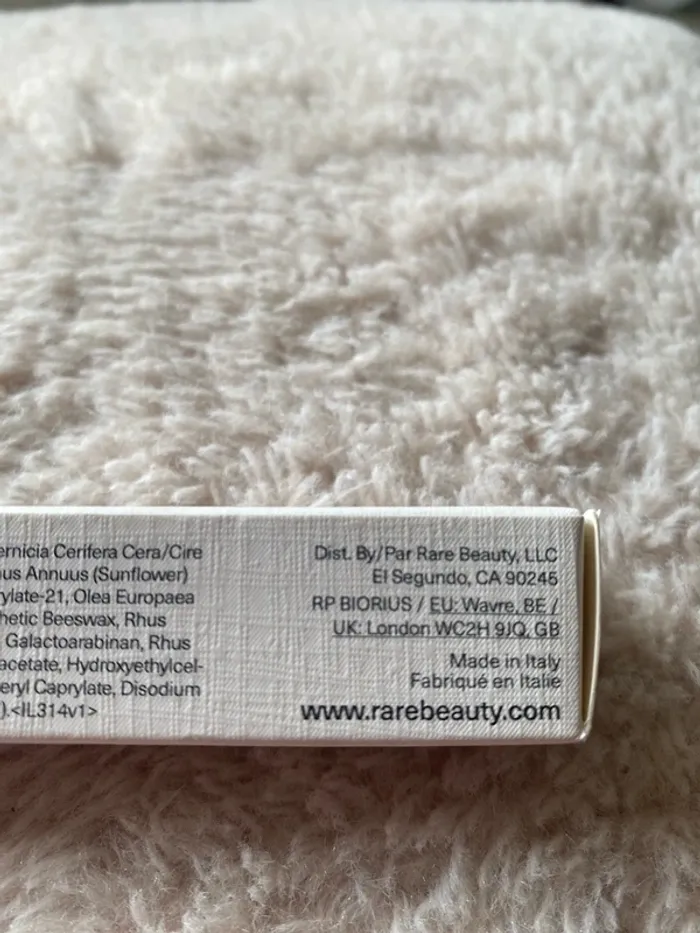 ernicia Cerifera Cera/Cire
us Annuus (Sunflower)
ylate-21, Olea Europaea
hetic Beeswax, Rhus
Galactoarabinan, Rhus
acetate, Hydroxyethylcel-
eryl Caprylate, Disodium
).<IL314v1>
Dist. By/Par Rare Beauty, LLC
El Segundo, CA 90245
RP BIORIUS / EU: Wavre, BE /
UK: London WC2H 9JQ, GB
Made in Italy
Fabriqué en Italie
www.rarebeauty.com